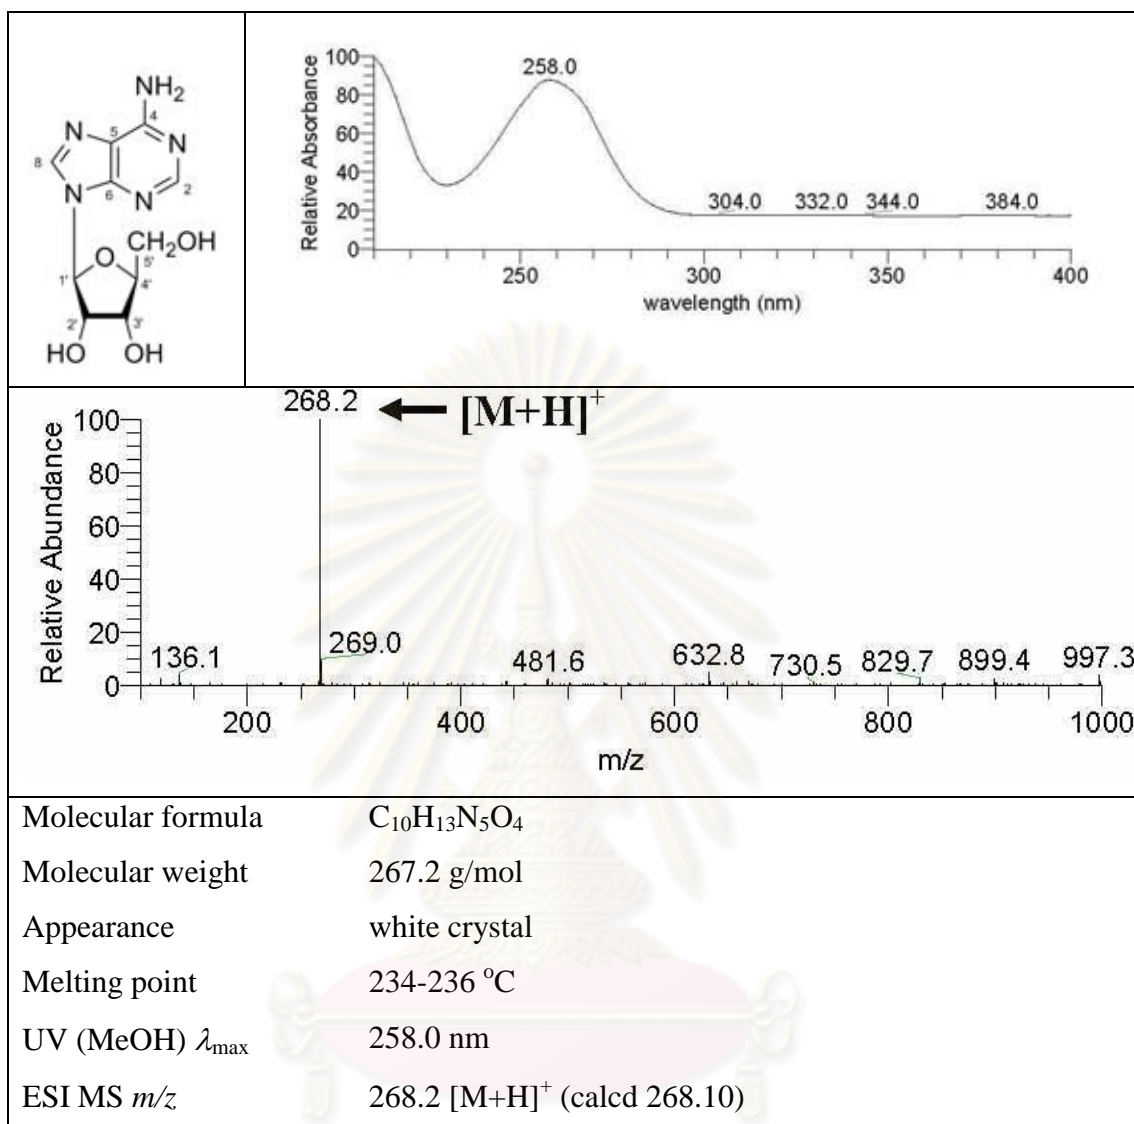 NH₂
4
N
5
N
8
6
2
N
N
CH₂OH
O
5'
1'
4'
2'
3'
HO
OH
Relative Absorbance
100
80
60
40
20
0
258.0
304.0 332.0 344.0 384.0
250 300 350 400
wavelength (nm)
268.2 [M+H]⁺
Relative Abundance
100
80
60
40
20
0
136.1 269.0 481.6 632.8 730.5 829.7 899.4 997.3
200 400 600 800 1000
m/z
Molecular formula C₁₀H₁₃N₅O₄
Molecular weight 267.2 g/mol
Appearance white crystal
Melting point 234-236 °C
UV (MeOH) λmax 258.0 nm
ESI MS m/z 268.2 [M+H]⁺ (calcd 268.10)